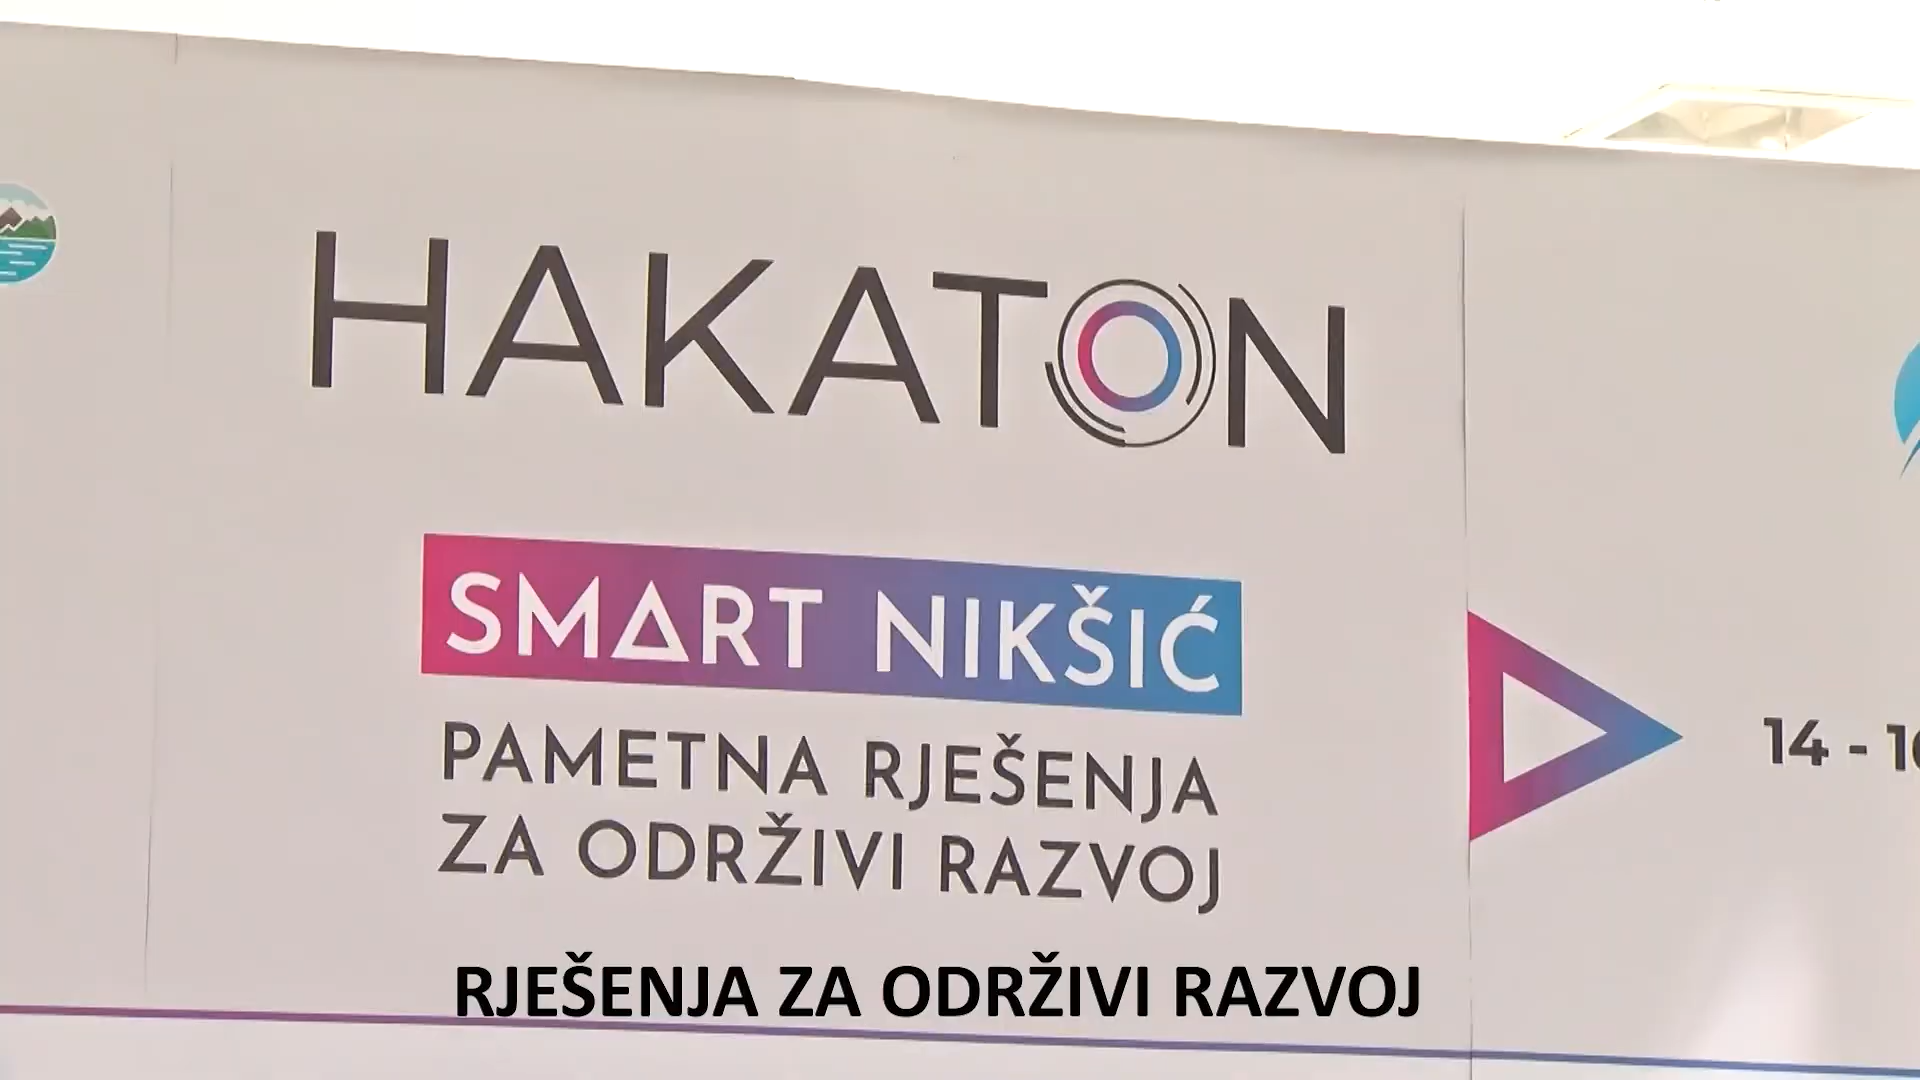 HAKATON
SMART NIKŠIĆ
PAMETNA RJEŠENJA
ZA ODRŽIVI RAZVOJ
14 -
RJEŠENJA ZA ODRŽIVI RAZVOJ